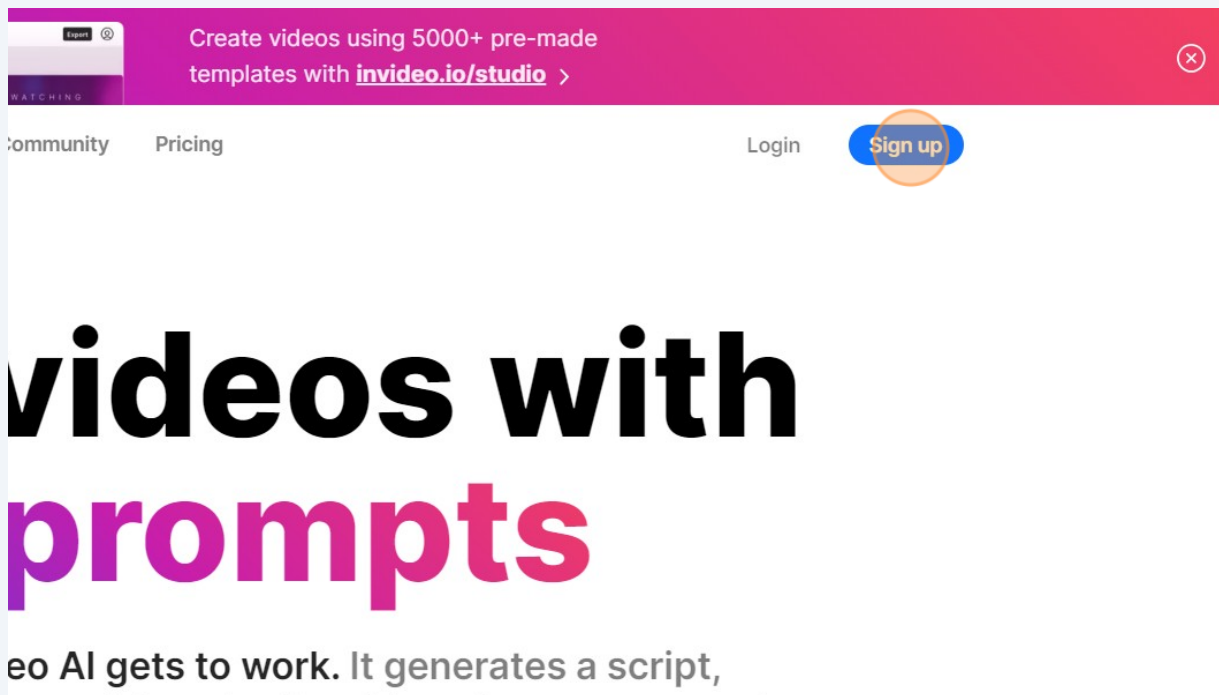 Export
Create videos using 5000+ pre-made
templates with invideo.io/studio >
WATCHING
Community Pricing Login Sign up
videos with
prompts
eo AI gets to work. It generates a script,